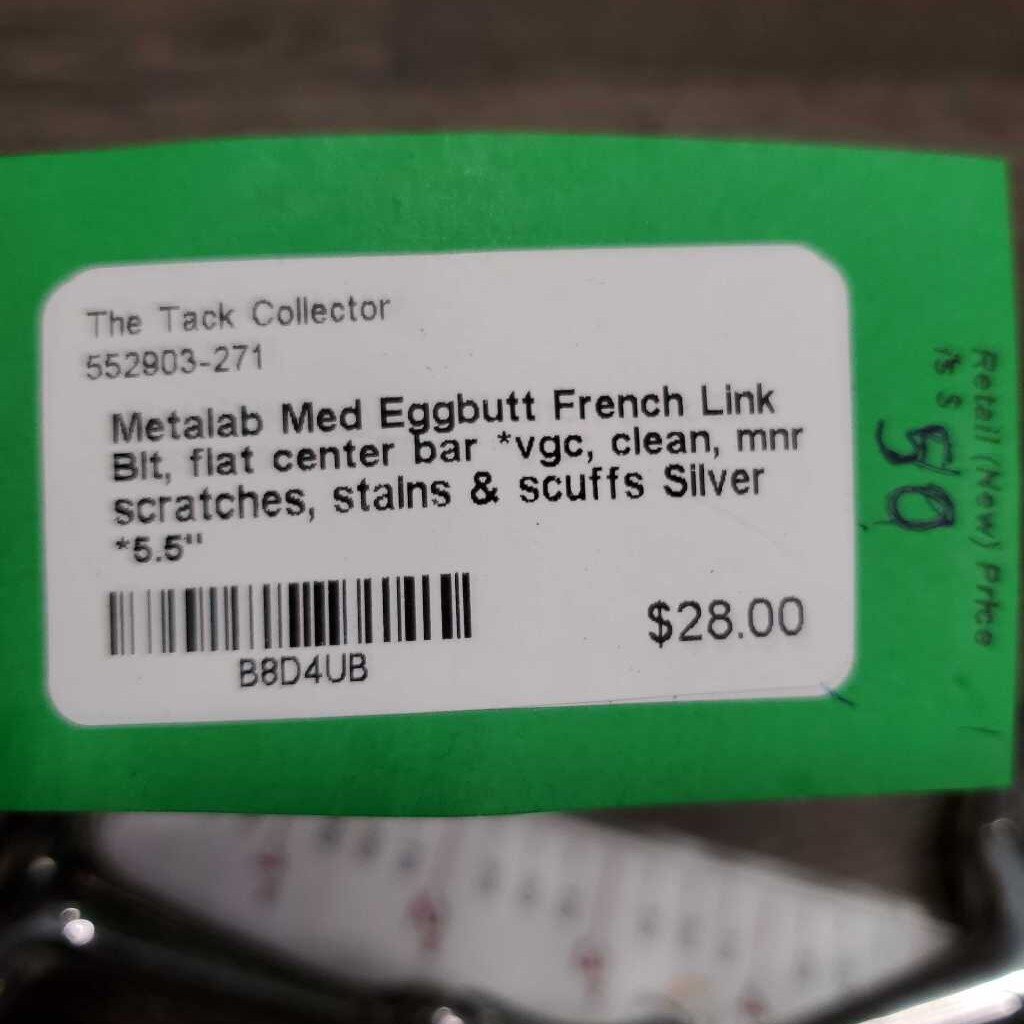 The Tack Collector
552903-271
Metalab Med Eggbutt French Link
Bit, flat center bar *vgc, clean, mnr
scratches, stains & scuffs Silver
*5.5"
B8D4UB
$28.00
Retail (New) Price
is $
50